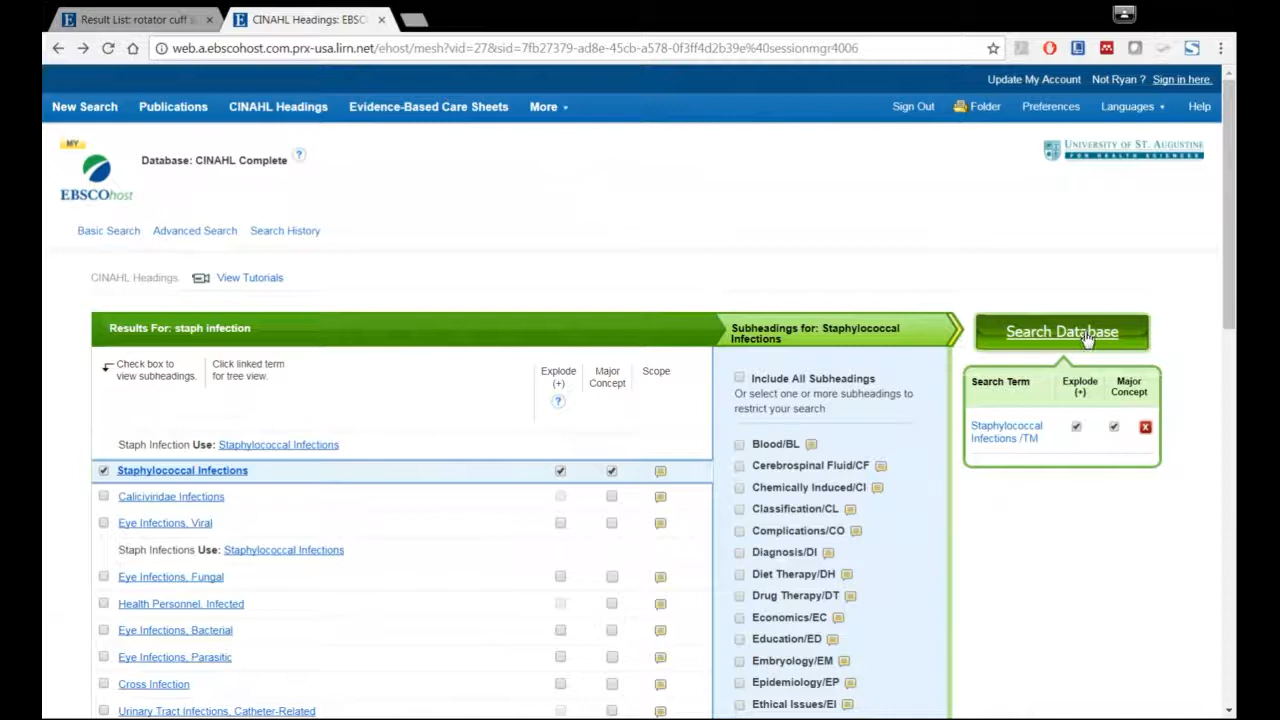 Result List: rotator cuff
CINAHL Headings: EBSC
web.a.ebscohost.com.prx-usa.lirn.net/ehost/mesh?vid=27&sid=7fb27379-ad8e-45cb-a578-0f3ff4d2b39e%40sessionmgr4006
Update My Account Not Ryan ? Sign in here.
New Search Publications CINAHL Headings Evidence-Based Care Sheets More
Sign Out Folder Preferences Languages Help
MY
EBSCOhost
Database: CINAHL Complete ?
UNIVERSITY OF ST. AUGUSTINE
FOR HEALTH SCIENCES
Basic Search Advanced Search Search History
CINAHL Headings View Tutorials
Results For: staph infection
Check box to
view subheadings.
Click linked term
for tree view.
Explode
(+)
?
Major
Concept
Scope
Staph Infection Use: Staphylococcal Infections
Staphylococcal Infections
Caliciviridae Infections
Eye Infections, Viral
Staph Infections Use: Staphylococcal Infections
Eye Infections, Fungal
Health Personnel, Infected
Eye Infections, Bacterial
Eye Infections, Parasitic
Cross Infection
Urinary Tract Infections, Catheter-Related
Subheadings for: Staphylococcal
Infections
Include All Subheadings
Or select one or more subheadings to
restrict your search
Blood/BL
Cerebrospinal Fluid/CF
Chemically Induced/CI
Classification/CL
Complications/CO
Diagnosis/DI
Diet Therapy/DH
Drug Therapy/DT
Economics/EC
Education/ED
Embryology/EM
Epidemiology/EP
Ethical Issues/EI
Search Database
Search Term
Explode
(+)
Major
Concept
Staphylococcal
Infections /TM